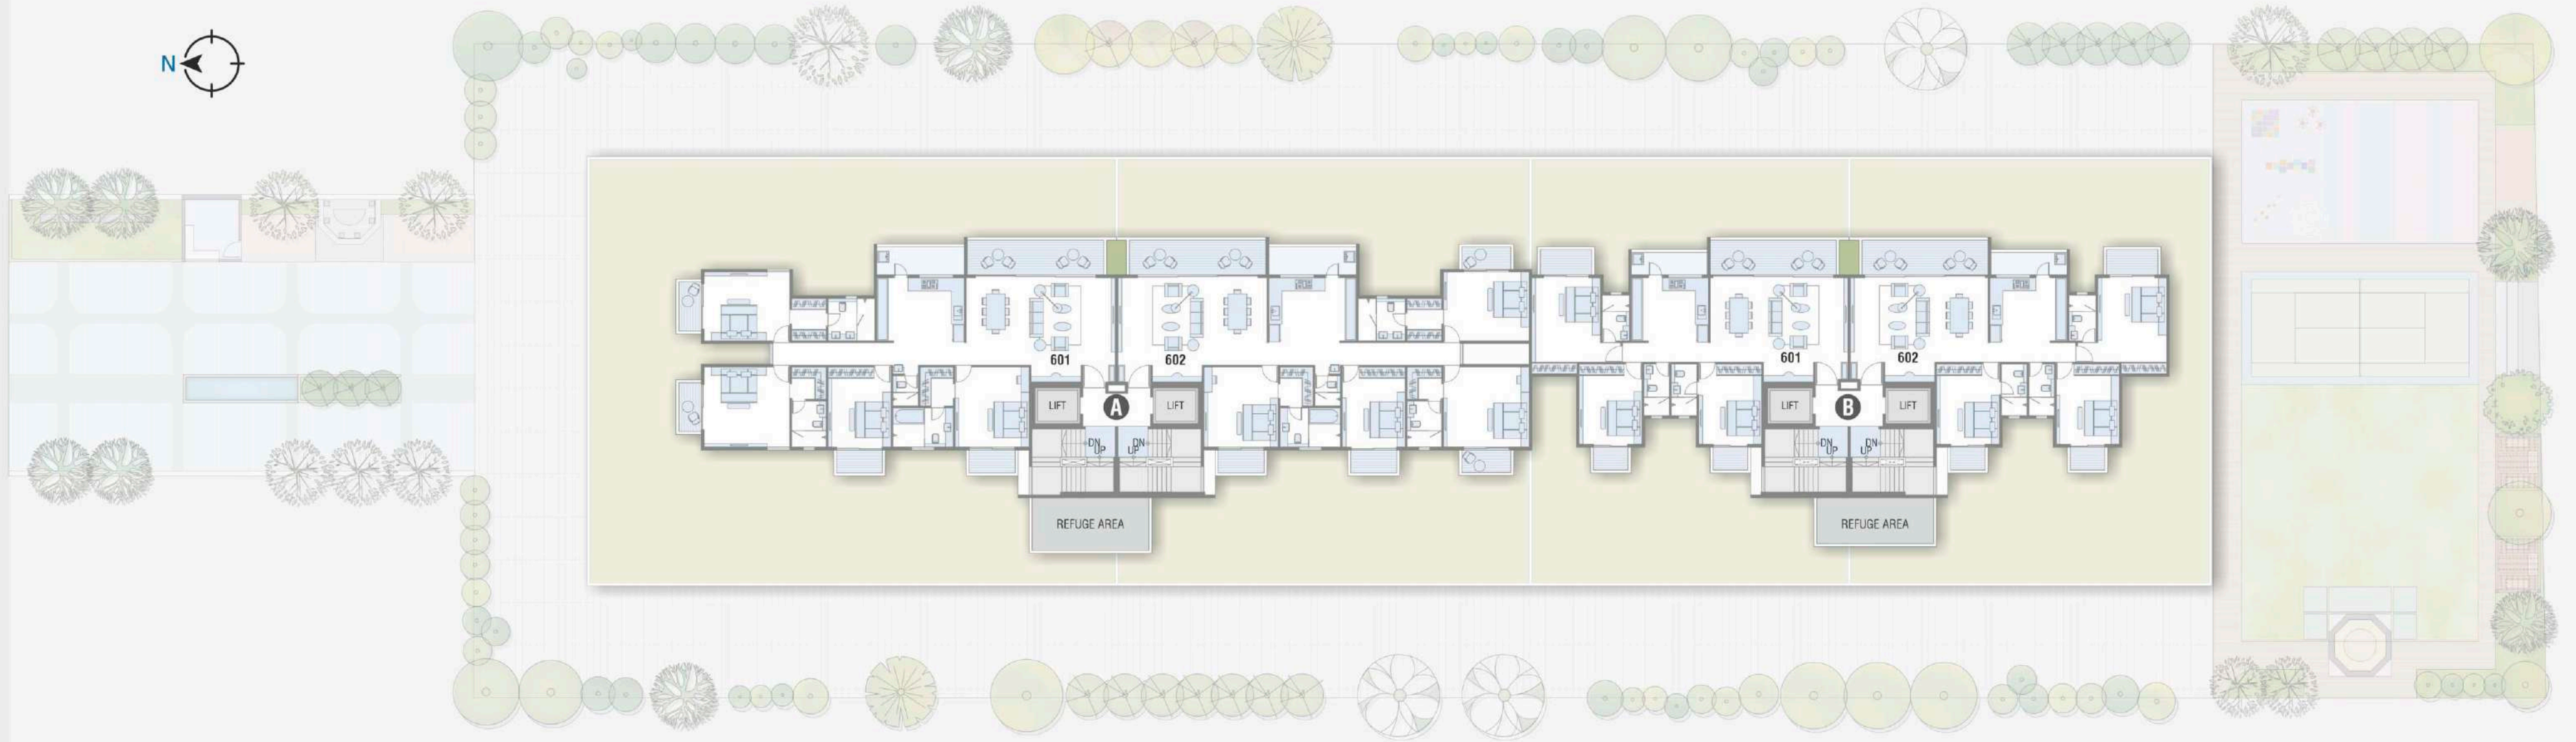 N
601
602
601
602
LIFT
A
LIFT
LIFT
B
LIFT
DN
UP
DN
UP
DN
UP
DN
UP
REFUGE AREA
REFUGE AREA